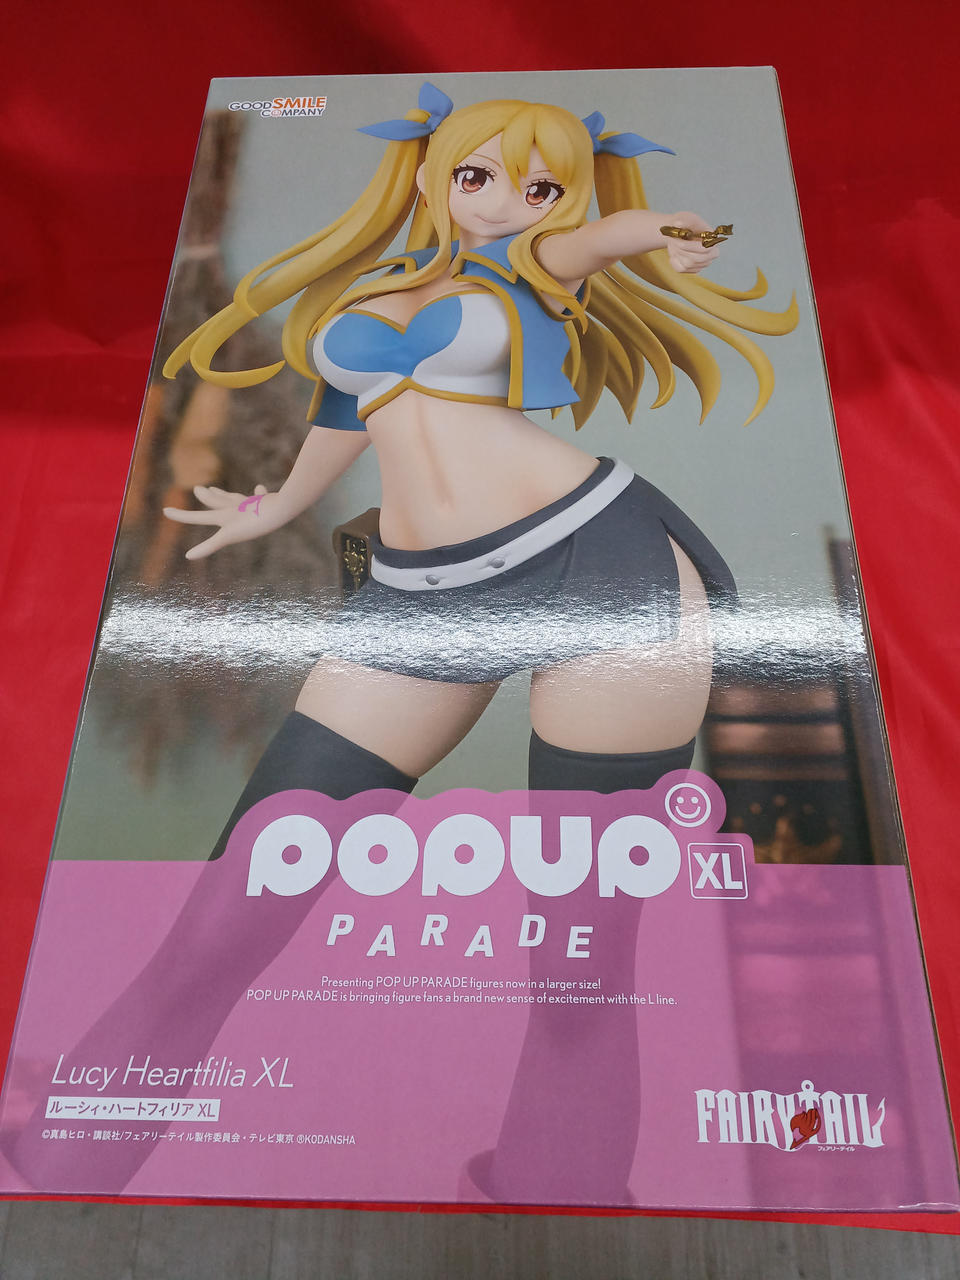 GOODSMILE
COMPANY
POPUP
XL
PARADE
Presenting POP UP PARADE figures now in a larger size!
POP UP PARADE is bringing figure fans a brand new sense of excitement with the L line.
Lucy Heartfilia XL
ルーシィ・ハートフィリア XL
©真島ヒロ・講談社/フェアリーテイル製作委員会・テレビ東京 ®KODANSHA
FAIRY TAIL
フェアリーテイル